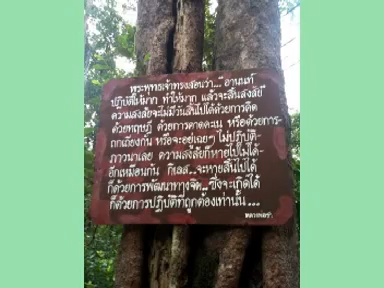 พระพุทธเจ้าทรงสอนว่า..."อานนท์
ปฏิบัติให้มาก ทำให้มาก แล้วจะสิ้นสงสัย"
ความสงสัยจะไม่มีวันสิ้นไปได้ด้วยการคิด
ด้วยทฤษฎี ด้วยการคาดคะเน หรือด้วยการ-
ถกเถียงกัน หรือจะอยู่เฉยๆ ไม่ปฏิบัติ-
ภาวนาเลย ความสงสัยก็หายไปไม่ได้-
อีกเหมือนกัน กิเลส..จะหายสิ้นไปได้
ก็ด้วยการพัฒนาทางจิต..ซึ่งจะเกิดได้
ก็ด้วยการปฏิบัติที่ถูกต้องเท่านั้น...
หลวงพ่อชา